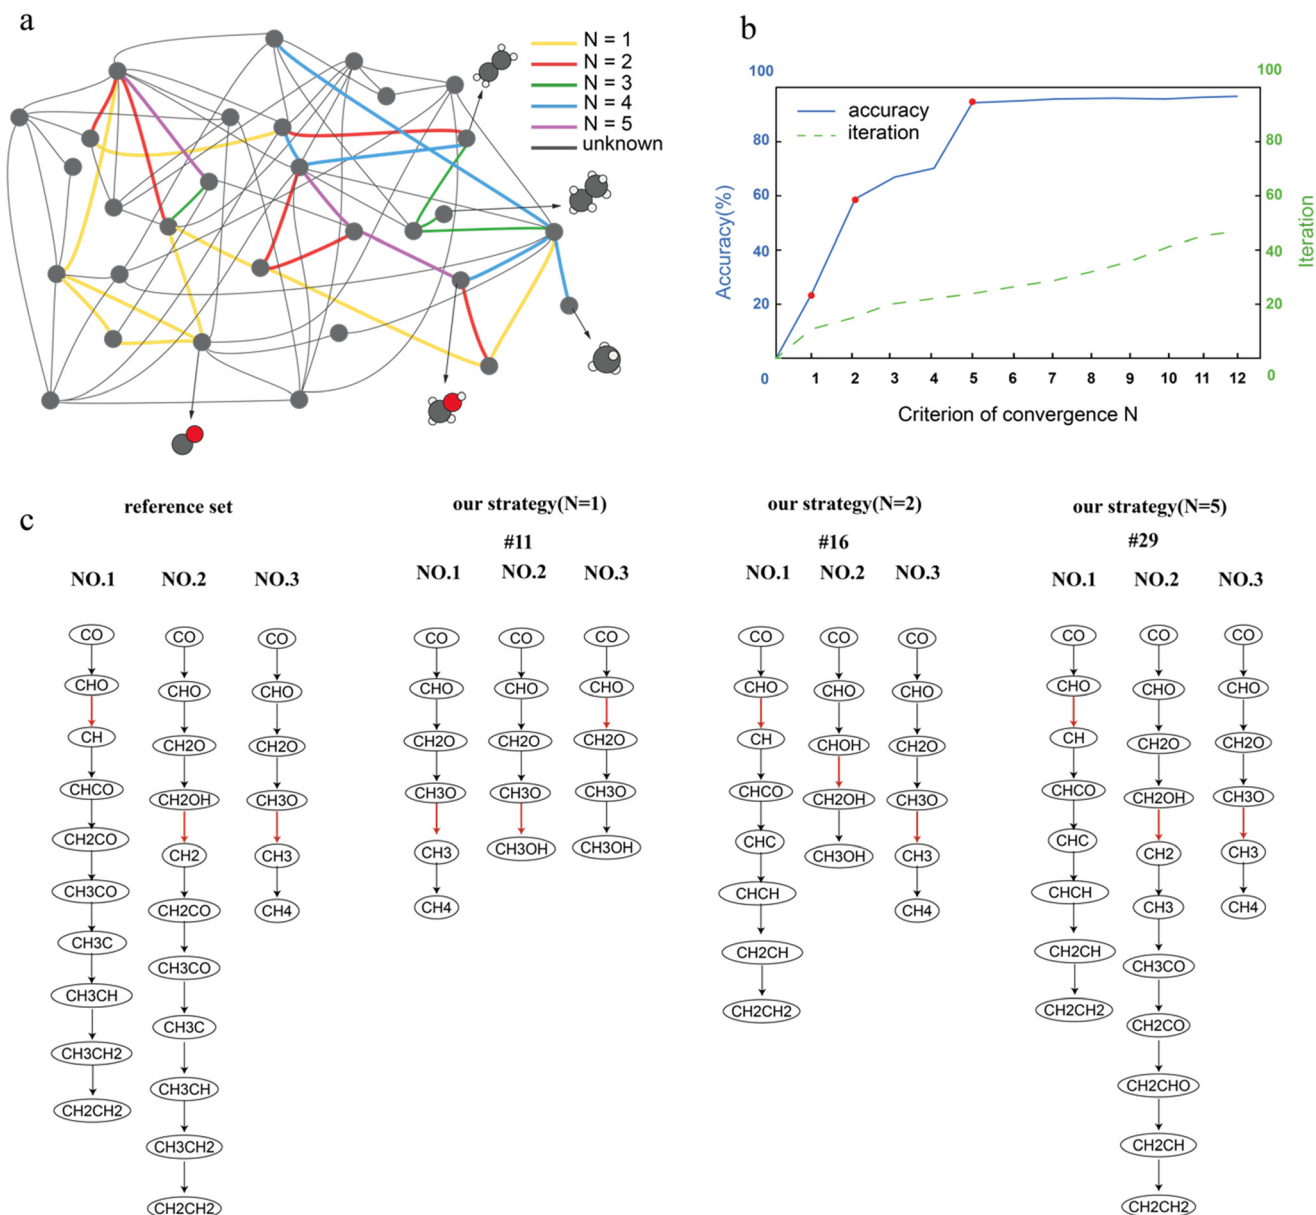 a
N = 1
N = 2
N = 3
N = 4
N = 5
unknown
b
100
80
60
40
20
0
Accuracy(%)
accuracy
iteration
100
80
60
40
20
0
Iteration
1 2 3 4 5 6 7 8 9 10 11 12
Criterion of convergence N
c
reference set
NO.1 NO.2 NO.3
CO
CHO
CH
CHCO
CH2CO
CH3CO
CH3C
CH3CH
CH3CH2
CH2CH2
CO
CHO
CH2O
CH2OH
CH2
CH2CO
CH3CO
CH3C
CH3CH
CH3CH2
CH2CH2
CO
CHO
CH2O
CH3O
CH3
CH4
our strategy(N=1)
#11
NO.1 NO.2 NO.3
CO
CHO
CH2O
CH3O
CH3
CH4
CO
CHO
CH2O
CH3O
CH3OH
CO
CHO
CH2O
CH3O
CH3OH
our strategy(N=2)
#16
NO.1 NO.2 NO.3
CO
CHO
CH
CHCO
CHC
CHCH
CH2CH
CH2CH2
CO
CHO
CHOH
CH2OH
CH3OH
CO
CHO
CH2O
CH3O
CH3
CH4
our strategy(N=5)
#29
NO.1 NO.2 NO.3
CO
CHO
CH
CHCO
CHC
CHCH
CH2CH
CH2CH2
CO
CHO
CH2O
CH2OH
CH2
CH3
CH3CO
CH2CO
CH2CHO
CH2CH
CH2CH2
CO
CHO
CH2O
CH3O
CH3
CH4